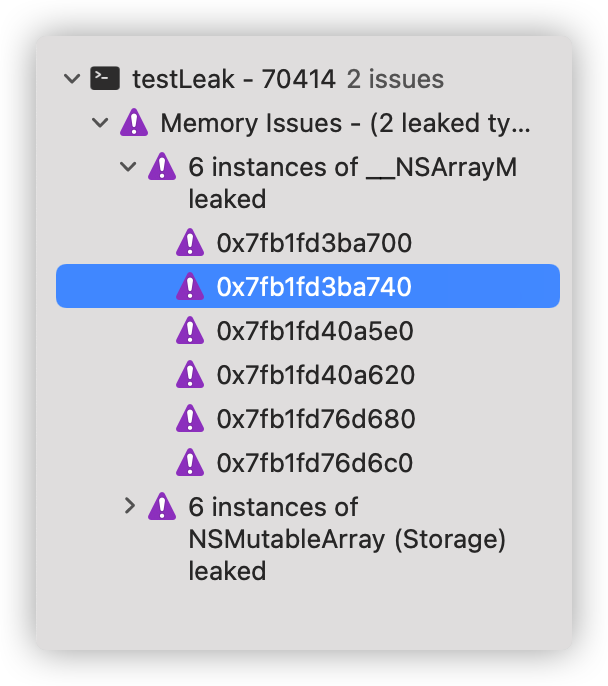 testLeak - 70414 2 issues
Memory Issues - (2 leaked ty...
6 instances of __NSArrayM
leaked
0x7fb1fd3ba700
0x7fb1fd3ba740
0x7fb1fd40a5e0
0x7fb1fd40a620
0x7fb1fd76d680
0x7fb1fd76d6c0
6 instances of
NSMutableArray (Storage)
leaked